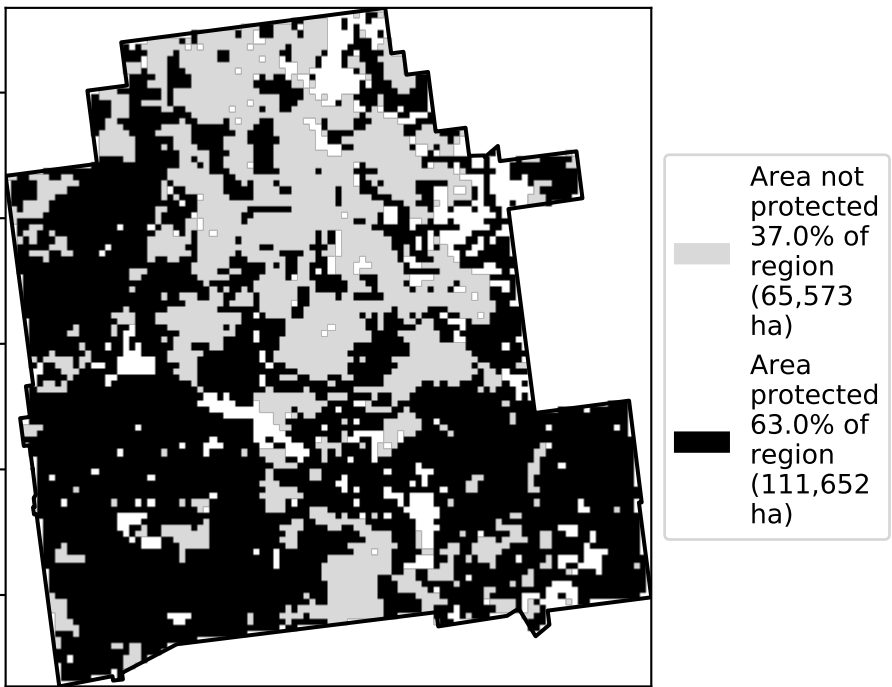 Area not
protected
37.0% of
region
(65,573
ha)
Area
protected
63.0% of
region
(111,652
ha)